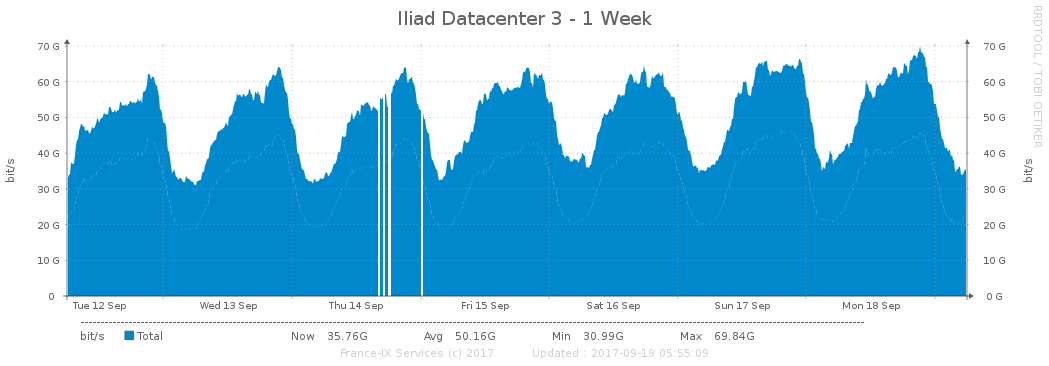 Iliad Datacenter 3 - 1 Week
RRDTOOL / TOBI OETIKER
bit/s
bit/s
70 G 70 G
60 G 60 G
50 G 50 G
40 G 40 G
30 G 30 G
20 G 20 G
10 G 10 G
0 0 G
Tue 12 Sep Wed 13 Sep Thu 14 Sep Fri 15 Sep Sat 16 Sep Sun 17 Sep Mon 18 Sep
bit/s Total Now 35.76G Avg 50.16G Min 30.99G Max 69.84G
France-IX Services (c) 2017 Updated : 2017-09-19 05:55:09